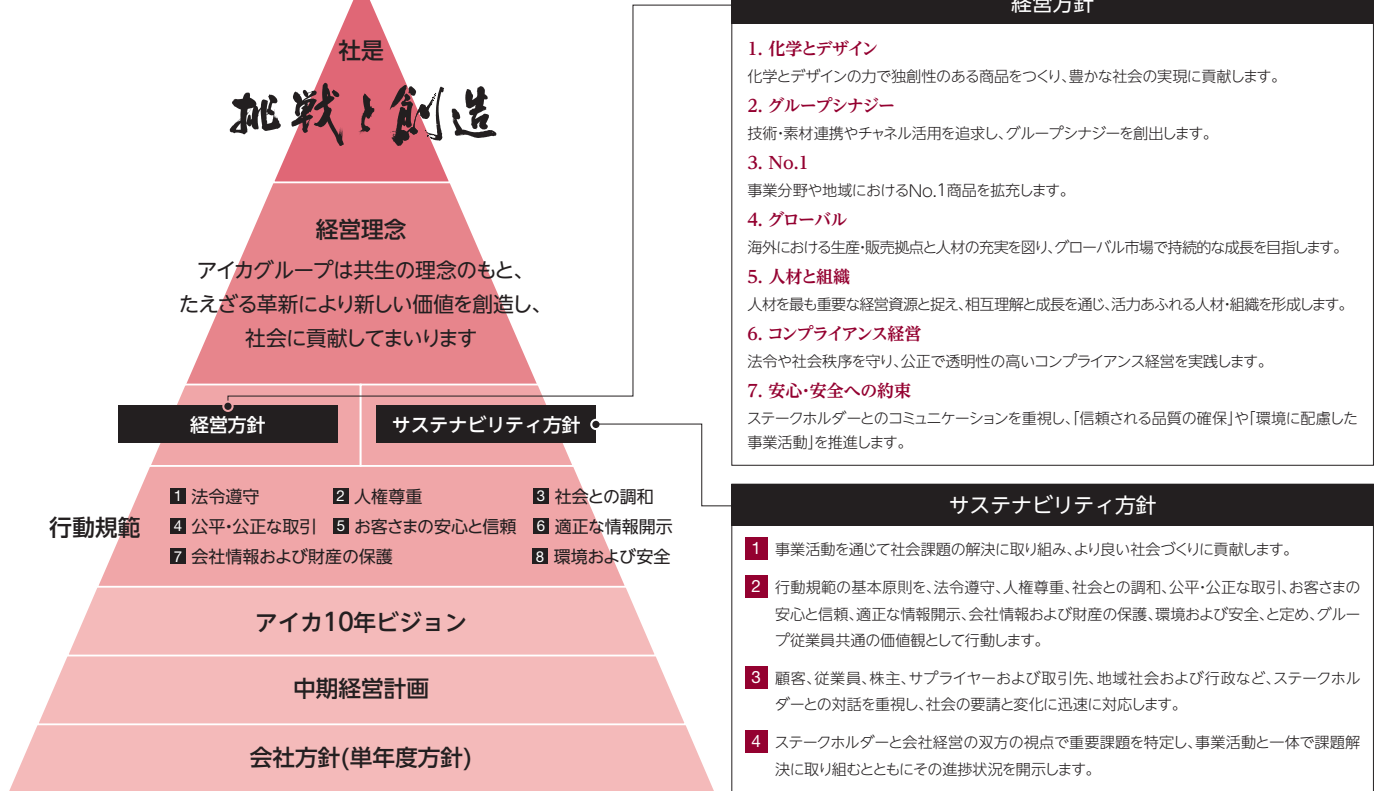 社是
挑戦と創造
経営理念
アイカグループは共生の理念のもと、
たえざる革新により新しい価値を創造し、
社会に貢献してまいります
経営方針
サステナビリティ方針
行動規範
1 法令遵守 2 人権尊重 3 社会との調和
4 公平・公正な取引 5 お客さまの安心と信頼 6 適正な情報開示
7 会社情報および財産の保護 8 環境および安全
アイカ10年ビジョン
中期経営計画
会社方針(単年度方針)
経営方針
1. 化学とデザイン
化学とデザインの力で独創性のある商品をつくり、豊かな社会の実現に貢献します。
2. グループシナジー
技術・素材連携やチャネル活用を追求し、グループシナジーを創出します。
3. No.1
事業分野や地域におけるNo.1商品を拡充します。
4. グローバル
海外における生産・販売拠点と人材の充実を図り、グローバル市場で持続的な成長を目指します。
5. 人材と組織
人材を最も重要な経営資源と捉え、相互理解と成長を通じ、活力あふれる人材・組織を形成します。
6. コンプライアンス経営
法令や社会秩序を守り、公正で透明性の高いコンプライアンス経営を実践します。
7. 安心・安全への約束
ステークホルダーとのコミュニケーションを重視し、「信頼される品質の確保」や「環境に配慮した
事業活動」を推進します。
サステナビリティ方針
1 事業活動を通じて社会課題の解決に取り組み、より良い社会づくりに貢献します。
2 行動規範の基本原則を、法令遵守、人権尊重、社会との調和、公平・公正な取引、お客さまの
安心と信頼、適正な情報開示、会社情報および財産の保護、環境および安全、と定め、グルー
プ従業員共通の価値観として行動します。
3 顧客、従業員、株主、サプライヤーおよび取引先、地域社会および行政など、ステークホル
ダーとの対話を重視し、社会の要請と変化に迅速に対応します。
4 ステークホルダーと会社経営の双方の視点で重要課題を特定し、事業活動と一体で課題解
決に取り組むとともにその進捗状況を開示します。